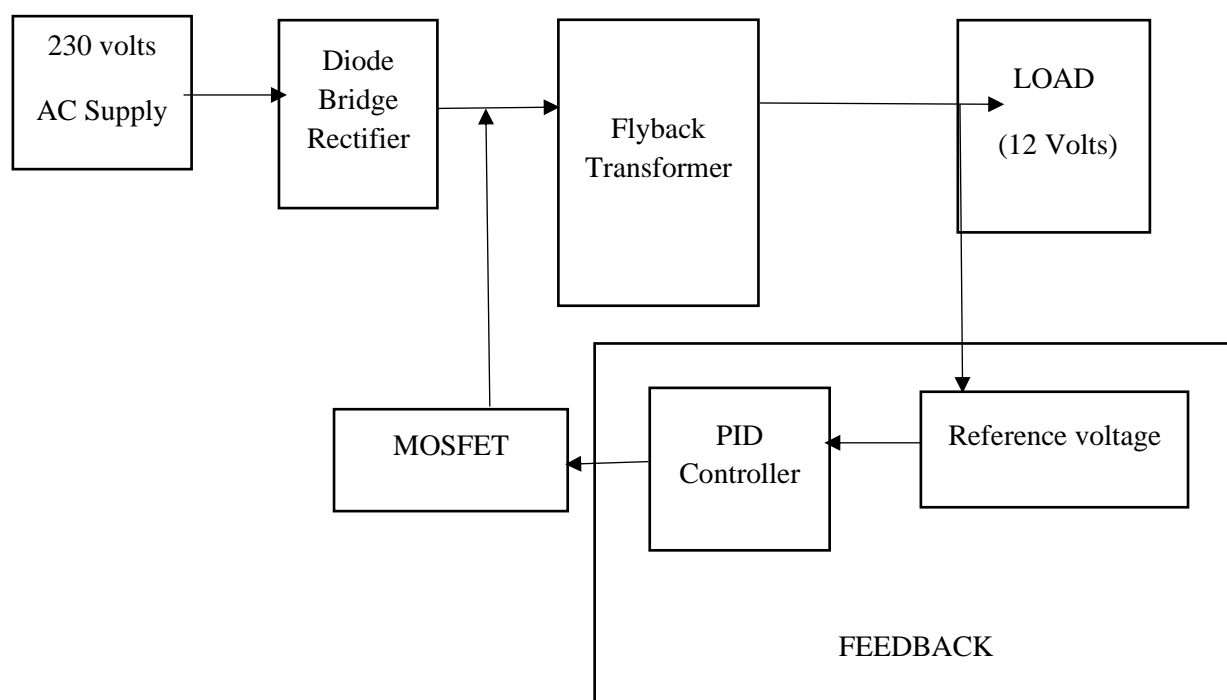 230 volts
AC Supply
Diode
Bridge
Rectifier
Flyback
Transformer
LOAD
(12 Volts)
MOSFET
PID
Controller
Reference voltage
FEEDBACK